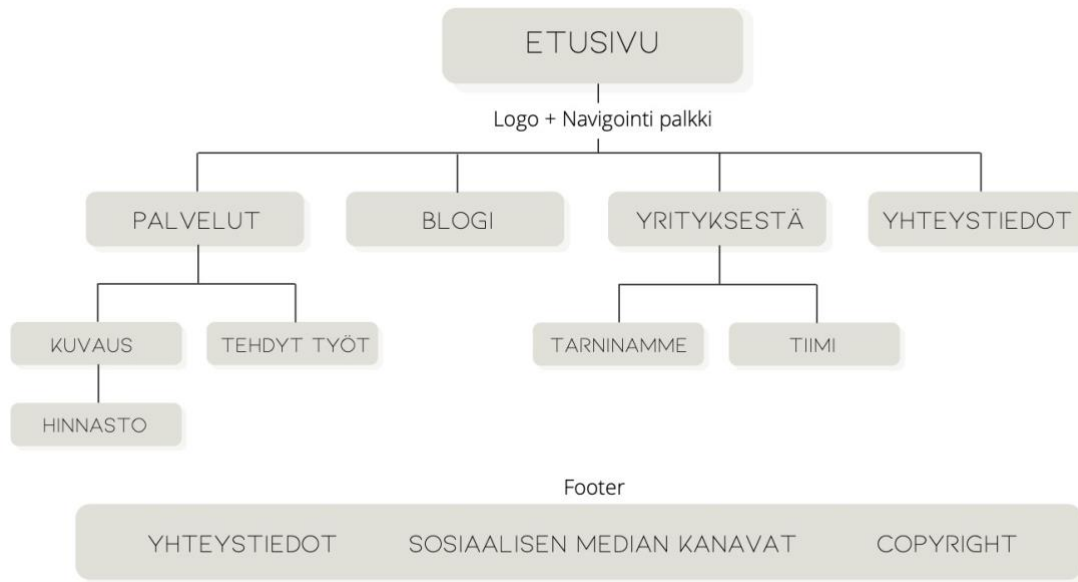 ETUSIVU
Logo + Navigointi palkki
PALVELUT
BLOGI
YRITYKSESTÄ
YHTEYSTIEDOT
KUVAUS
TEHDYT TYÖT
TARNINAMME
TIIMI
HINNASTO
Footer
YHTEYSTIEDOT
SOSIAALISEN MEDIAN KANAVAT
COPYRIGHT